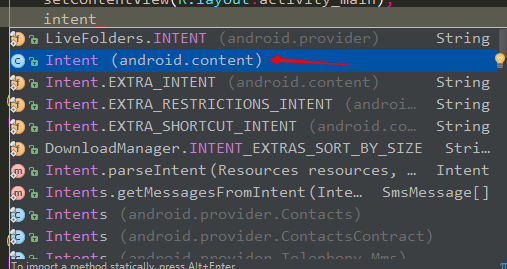 setContentView(R.layout.activity_main);
intent
LiveFolders.INTENT (android.provider) String
Intent (android.content)
Intent.EXTRA_INTENT (android.content) String
Intent.EXTRA_RESTRICTIONS_INTENT (androi... String
Intent.EXTRA_SHORTCUT_INTENT (android.co... String
DownloadManager.INTENT_EXTRAS_SORT_BY_SIZE Stri...
Intent.parseIntent(Resources resources, ... Intent
Intents.getMessagesFromIntent(Inte... SmsMessage[]
Intents (android.provider.Contacts)
Intents (android.provider.ContactsContract)
Intents (android.provider.Telephony.Sms)
To import a method statically, press Alt+Enter